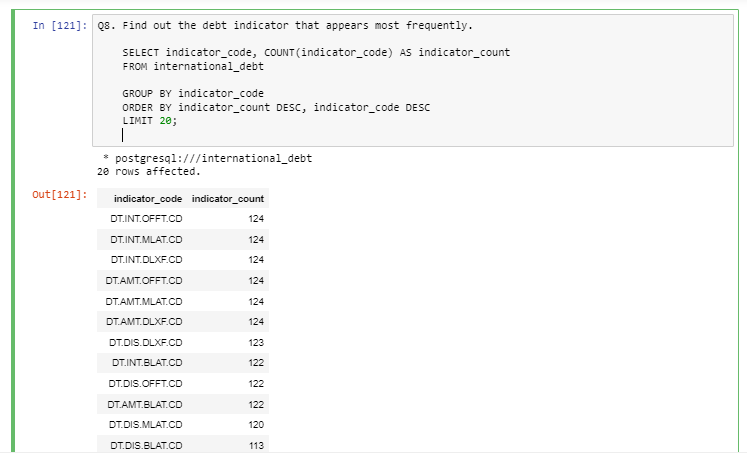 In [121]: Q8. Find out the debt indicator that appears most frequently.
SELECT indicator_code, COUNT(indicator_code) AS indicator_count
FROM international_debt
GROUP BY indicator_code
ORDER BY indicator_count DESC, indicator_code DESC
LIMIT 20;
* postgresql:///international_debt
20 rows affected.
Out[121]: indicator_code indicator_count
DT.INT.OFFT.CD 124
DT.INT.MLAT.CD 124
DT.INT.DLXF.CD 124
DT.AMT.OFFT.CD 124
DT.AMT.MLAT.CD 124
DT.AMT.DLXF.CD 124
DT.DIS.DLXF.CD 123
DT.INT.BLAT.CD 122
DT.DIS.OFFT.CD 122
DT.AMT.BLAT.CD 122
DT.DIS.MLAT.CD 120
DT.DIS.BLAT.CD 113